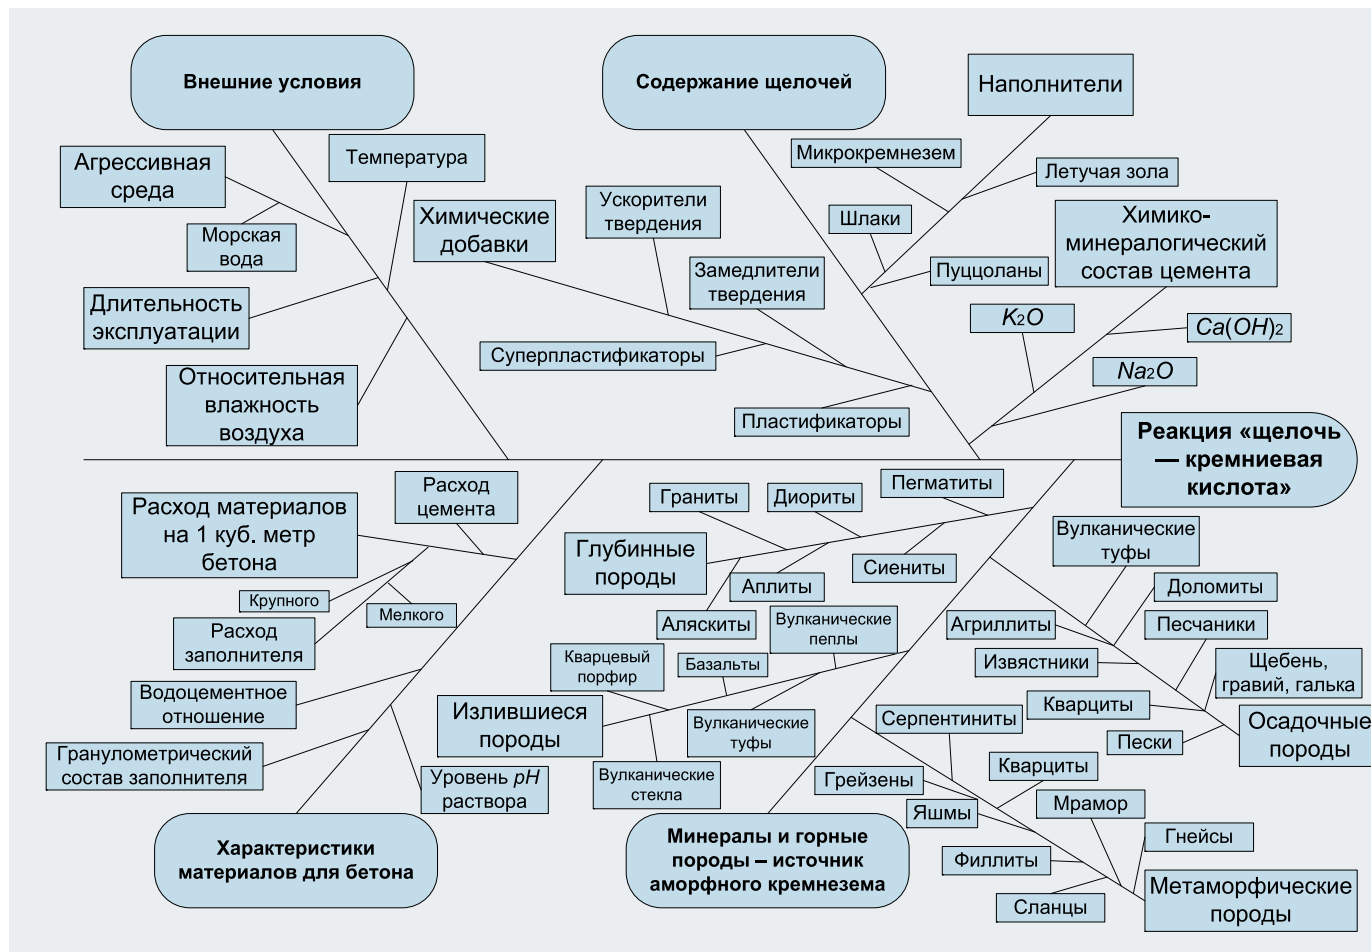 Внешние условия
Содержание щелочей
Наполнители
Агрессивная
среда
Температура
Микрокремнезем
Летучая зола
Ускорители
твердения
Химические
добавки
Шлаки
Химико-
минералогический
состав цемента
Морская
вода
Замедлители
твердения
Пуццоланы
Длительность
эксплуатации
K2O
Ca(OH)2
Суперпластификаторы
Na2O
Относительная
влажность
воздуха
Пластификаторы
Реакция «щелочь
— кремниевая
кислота»
Расход
цемента
Расход материалов
на 1 куб. метр
бетона
Граниты
Диориты
Пегматиты
Вулканические
туфы
Глубинные
породы
Сиениты
Аплиты
Доломиты
Крупного
Мелкого
Аляскиты
Вулканические
пеплы
Агриллиты
Песчаники
Расход
заполнителя
Кварцевый
порфир
Базальты
Извястники
Щебень,
гравий, галька
Водоцементное
отношение
Излившиеся
породы
Вулканические
туфы
Серпентиниты
Кварциты
Осадочные
породы
Пески
Гранулометрический
состав заполнителя
Уровень pH
раствора
Вулканические
стекла
Грейзены
Кварциты
Яшмы
Мрамор
Гнейсы
Характеристики
материалов для бетона
Минералы и горные
породы – источник
аморфного кремнезема
Филлиты
Сланцы
Метаморфические
породы